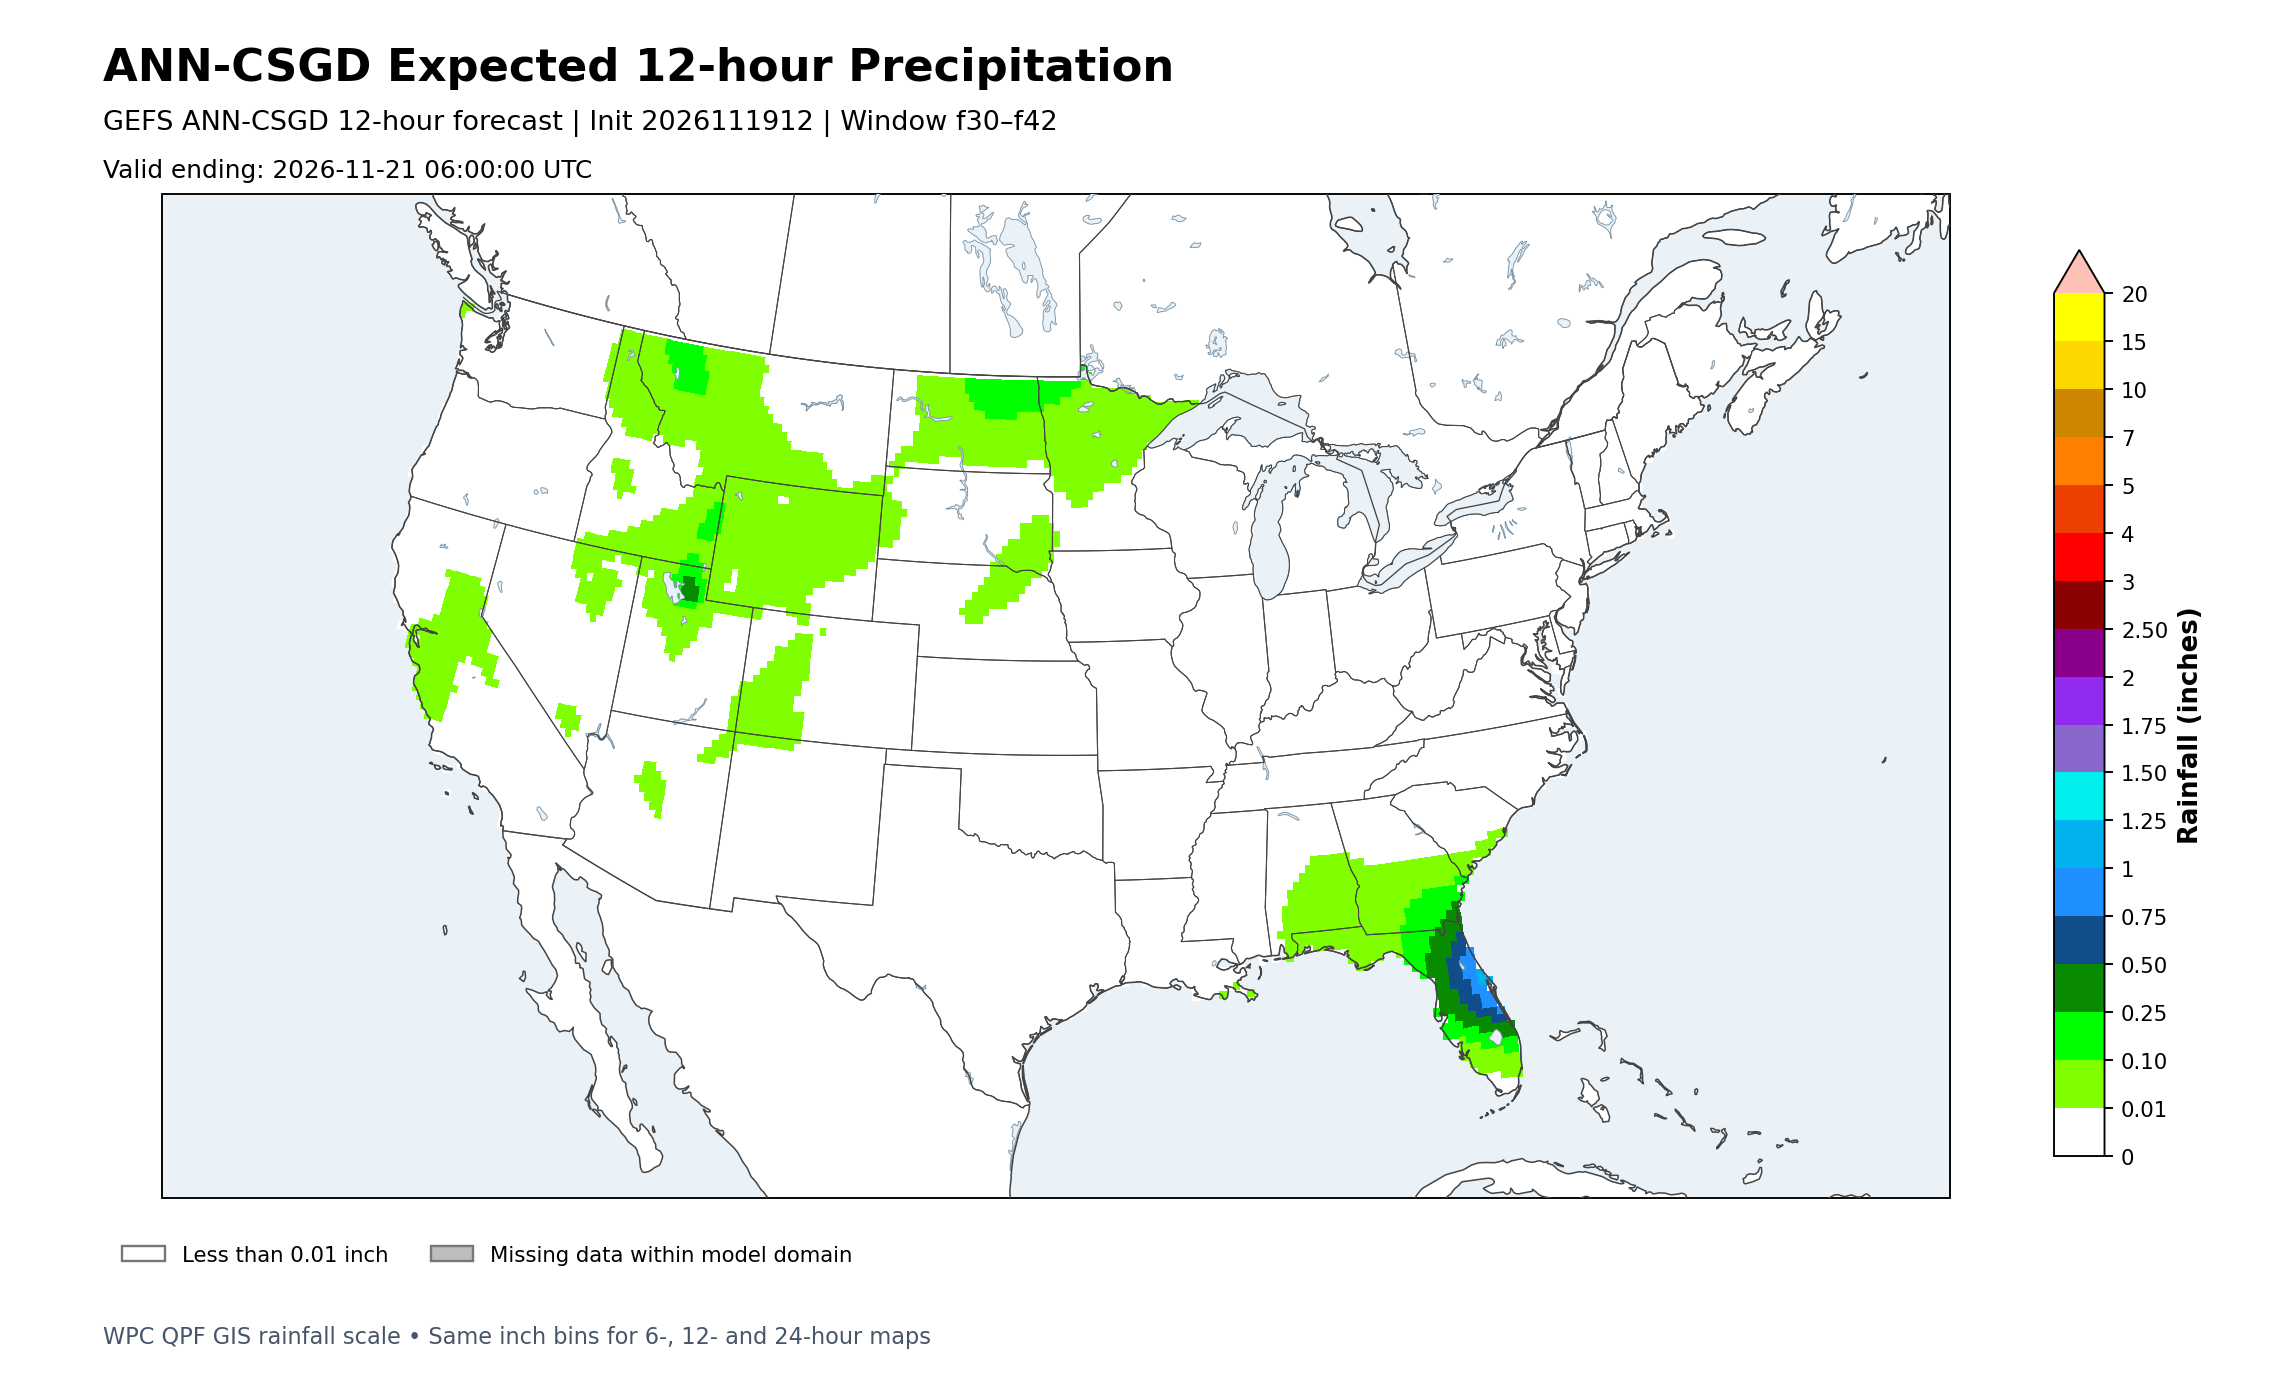 ANN-CSGD Expected 12-hour Precipitation
GEFS ANN-CSGD 12-hour forecast | Init 2026111912 | Window f30–f42
Valid ending: 2026-11-21 06:00:00 UTC
20
15
10
7
5
4
3
2.50
2
1.75
1.50
1.25
1
0.75
0.50
0.25
0.10
0.01
0
Rainfall (inches)
Less than 0.01 inch
Missing data within model domain
WPC QPF GIS rainfall scale • Same inch bins for 6-, 12- and 24-hour maps